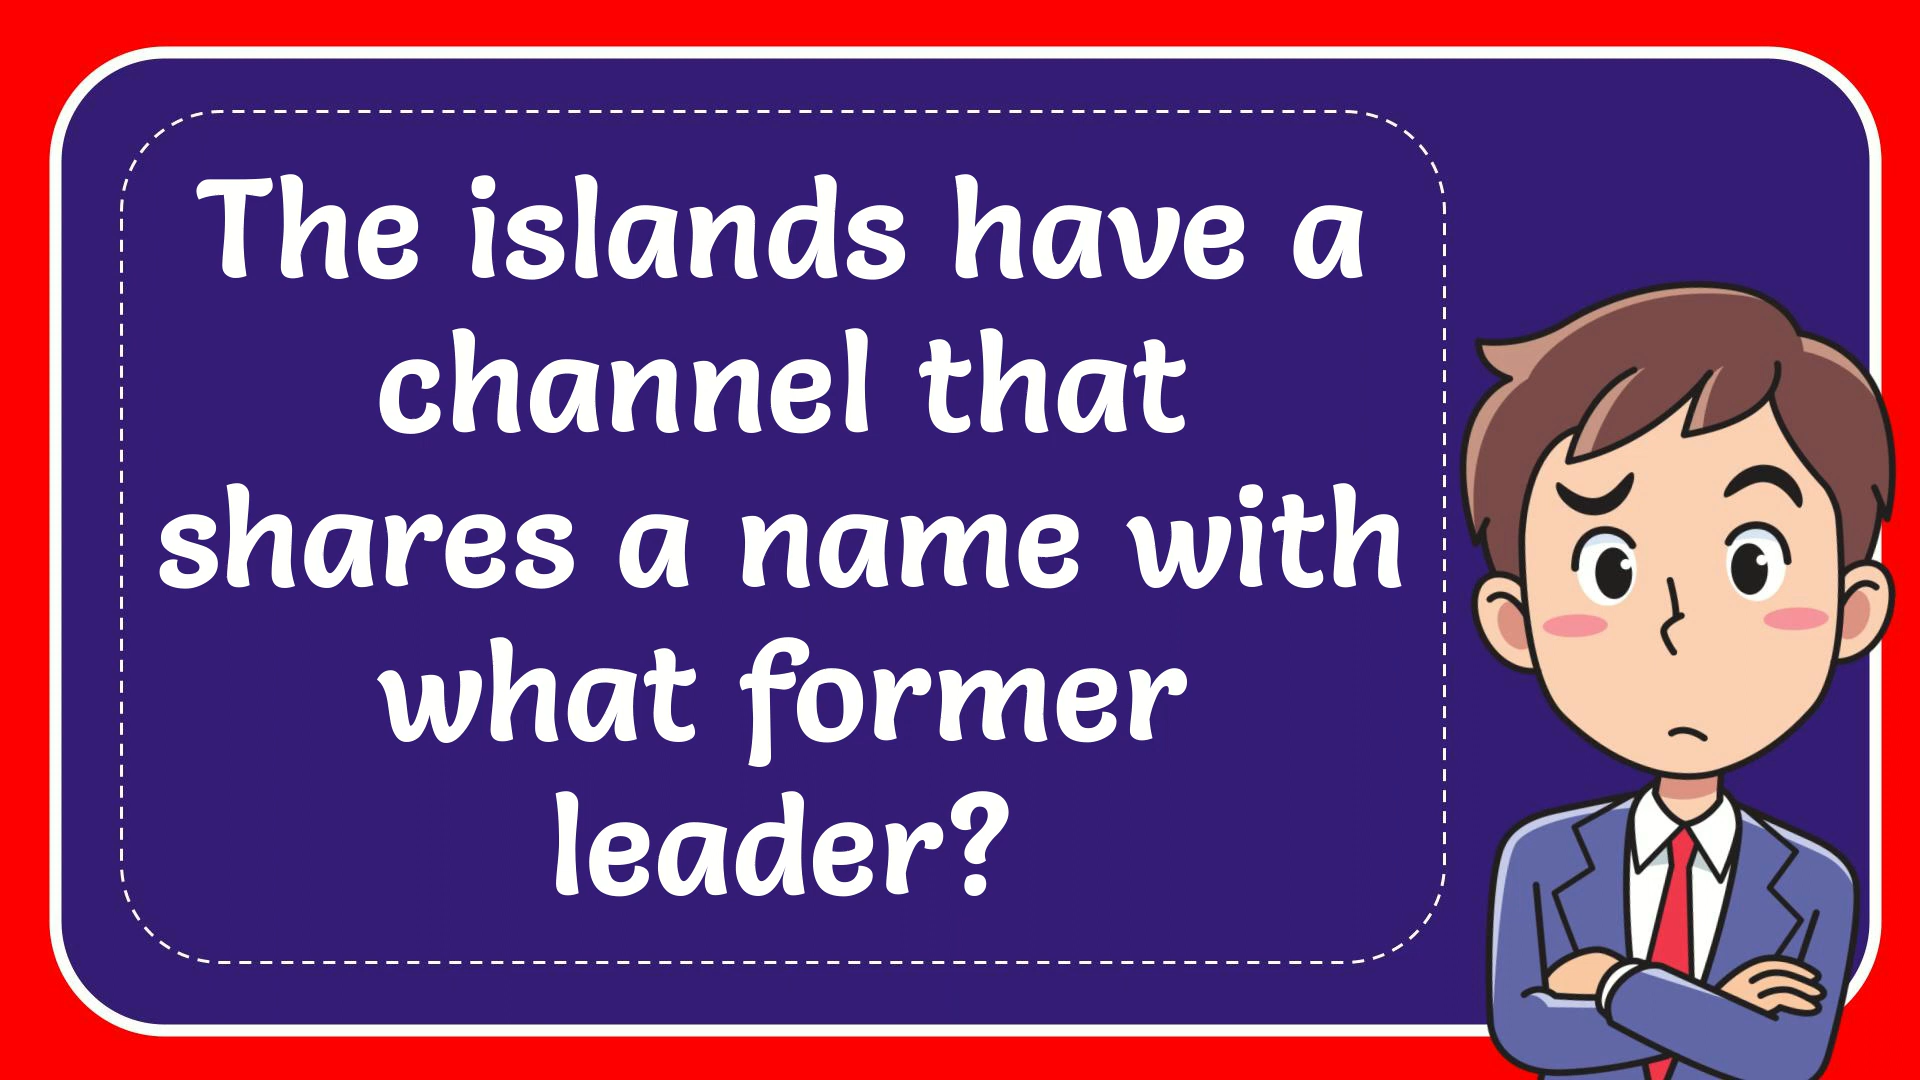 The islands have a
channel that
shares a name with
what former
leader?